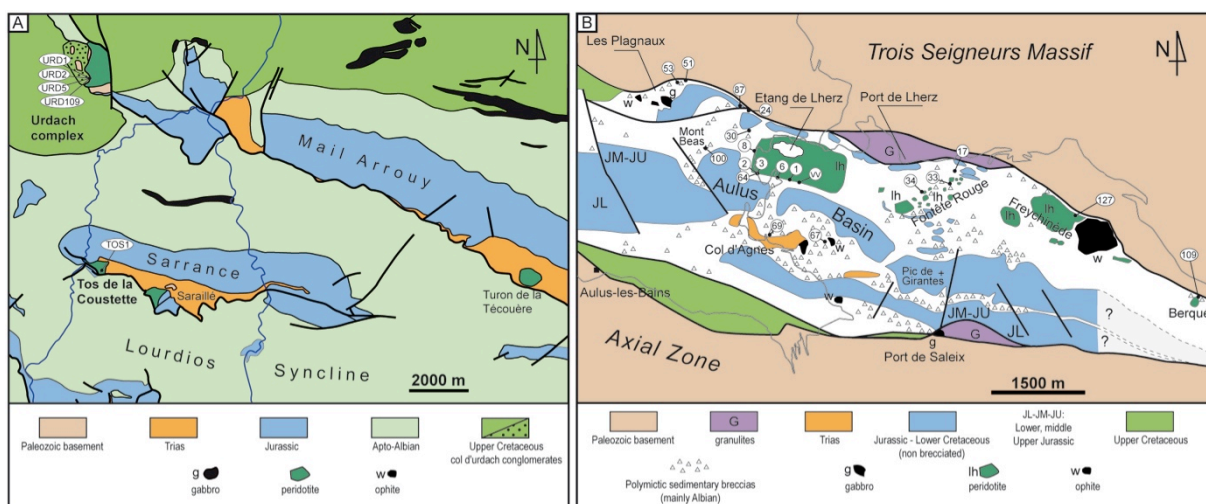 A
N
URD1
URD2
URD5
URD109
Urdach
complex
Mail Arrouy
TOS1
Sarrance
Tos de la
Coustette
Saraillé
Turon de la
Técouère
Lourdios
Syncline
2000 m
Paleozoic basement
Trias
Jurassic
Apto-Albian
Upper Cretaceous
col d'urdach conglomerates
g
gabbro
peridotite
w
ophite
B
N
Les Plagnaux
Trois Seigneurs Massif
53
51
w
g
87
24
Etang de Lherz
Port de Lherz
30
Mont
Beas
8
G
17
JM-JU
100
2
3
lh
64
6
1
VV
34
33
lh
lh
Fontête Rouge
JL
Aulus
Basin
Freychinède
lh
lh
127
69
67
w
Col d'Agnès
w
109
Pic de
Girantes
+
Aulus-les-Bains
w
Berqué
JM-JU
JL
?
?
g
G
Port de Saleix
Axial Zone
1500 m
Paleozoic basement
G
granulites
Trias
Jurassic - Lower Cretaceous
(non brecciated)
JL-JM-JU:
Lower, middle
Upper Jurassic
Upper Cretaceous
Polymictic sedimentary breccias
(mainly Albian)
g
gabbro
lh
peridotite
w
ophite